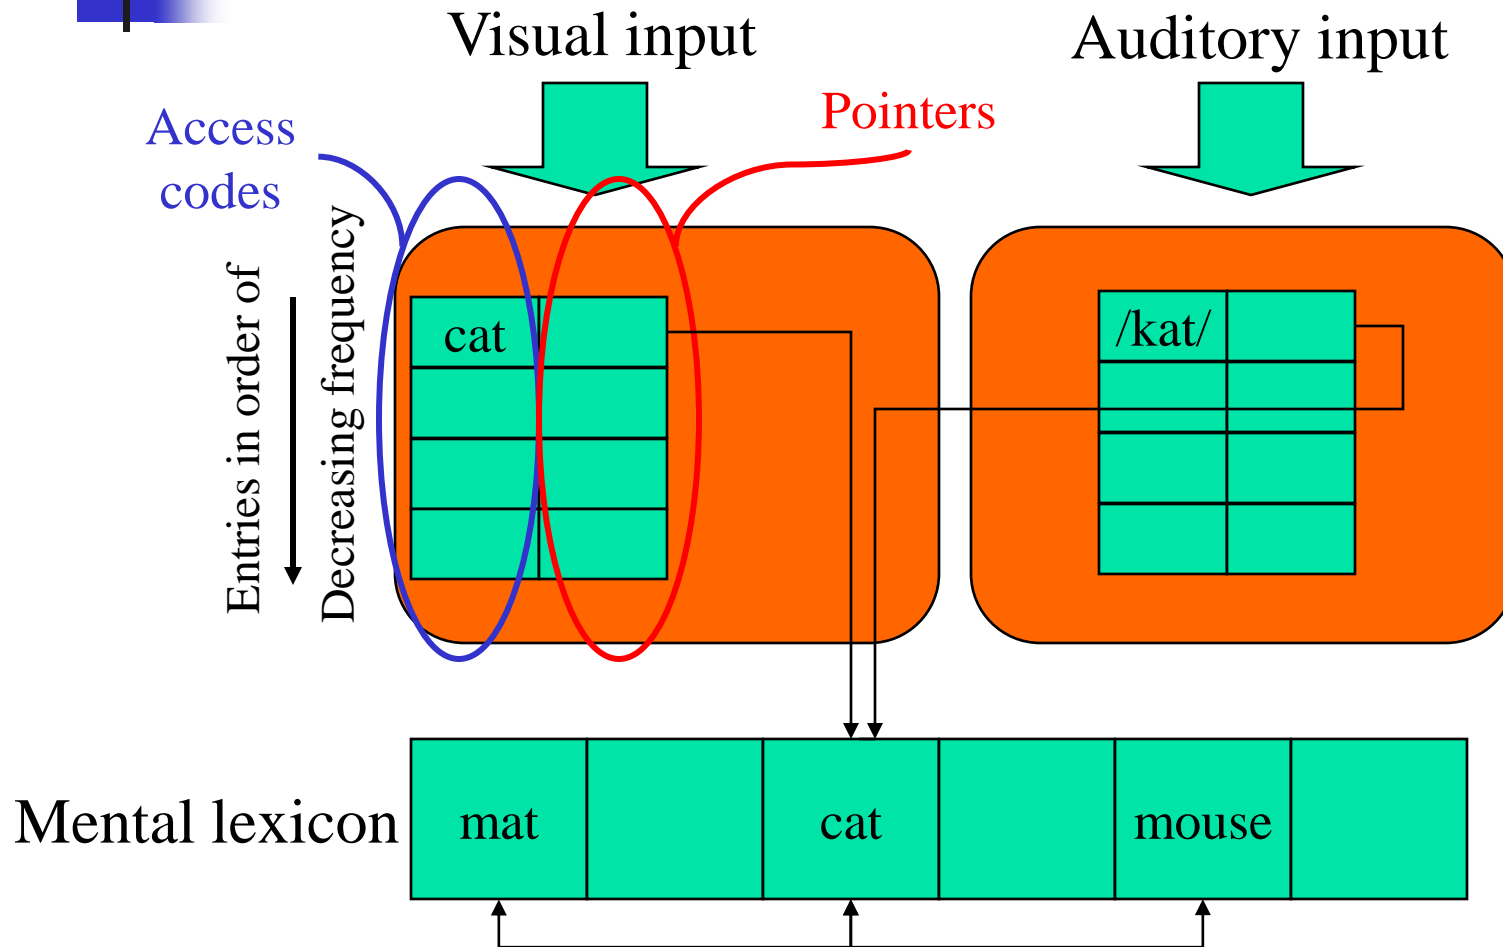 Visual input
Auditory input
Access
codes
Pointers
Entries in order of
Decreasing frequency
cat
/kat/
Mental lexicon
mat
cat
mouse